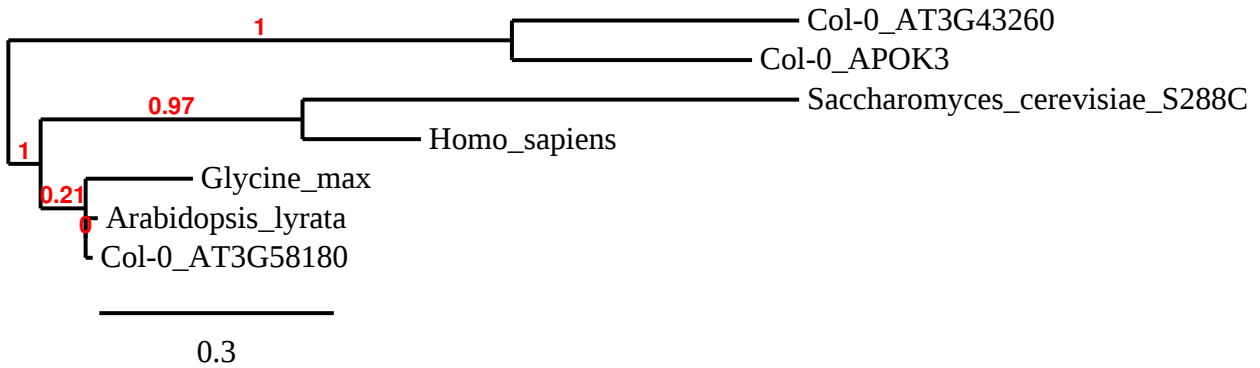 1
Col-0_AT3G43260
Col-0_APOK3
0.97
Saccharomyces_cerevisiae_S288C
Homo_sapiens
1
0.21
Glycine_max
0
Arabidopsis_lyrata
Col-0_AT3G58180
0.3